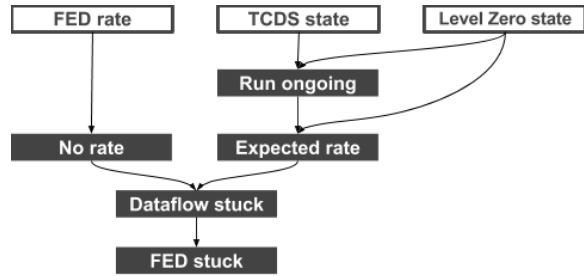 FED rate
TCDS state
Level Zero state
Run ongoing
No rate
Expected rate
Dataflow stuck
FED stuck